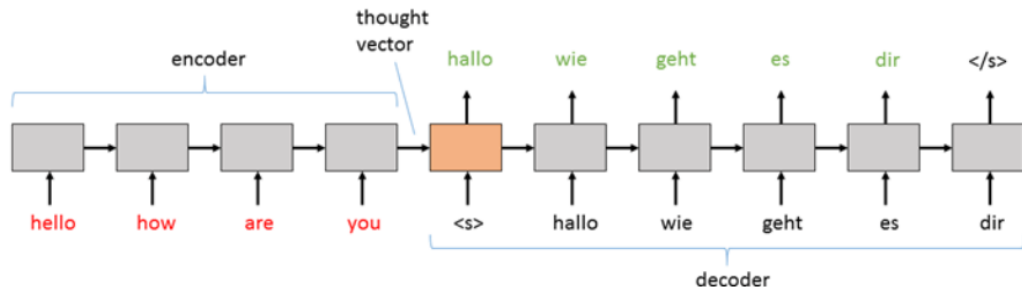 thought
vector
encoder
hallo wie geht es dir </s>
hello how are you <s> hallo wie geht es dir
decoder